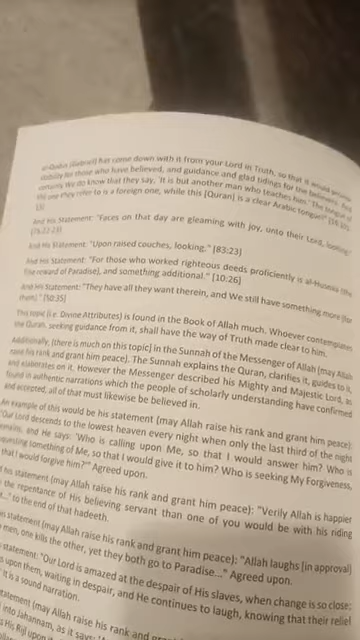 al-Qudus (Gabriel) has come down with it from your Lord in Truth, so that it would
stability for those who have believed, and guidance and glad tidings for the believers. And
certainly We do know that they say, 'It is but another man who teaches him.' The tongue of
the one they refer to is a foreign one, while this (Quran) is a clear Arabic tongue!"
And His Statement: "Faces on that day are gleaming with joy, unto their Lord, looking."
[75:22-23]
And His Statement: "Upon raised couches, looking." [83:23]
And His Statement: "For those who worked righteous deeds proficiently is al-Husnaa (the
reward of Paradise), and something additional." [10:26]
And His Statement: "They have all they want therein, and We still have something more (for
them)." [50:35]
This topic (i.e. Divine Attributes) is found in the Book of Allah much. Whoever contemplates
the Quran, seeking guidance from it, shall have the way of Truth made clear to him.
Additionally, [there is much on this topic] in the Sunnah of the Messenger of Allah (may Allah
raise his rank and grant him peace). The Sunnah explains the Quran, clarifies it, guides to it,
and elaborates on it. However the Messenger described his Mighty and Majestic Lord, as
found in authentic narrations which the people of scholarly understanding have confirmed
and accepted, all of must likewise be believed in.
An example of this would be his statement (may Allah raise his rank and grant him peace):
"Our Lord descends to the lowest heaven every night when only the last third of the night
remains, and He says: 'Who is calling upon Me, so that I would answer him? Who is
requesting something of Me, so that I would give it to him? Who is seeking My Forgiveness,
that I would forgive him?'" Agreed upon.
his statement (may Allah raise his rank and grant him peace): "Verily Allah is happier
the repentance of His believing servant than one of you would be with his riding
..." to the end of that hadeeth.
his statement (may Allah raise his rank and grant him peace): "Allah laughs [in approval]
men, one kills the other, yet they both go to Paradise..." Agreed upon.
statement: "Our Lord is amazed at the despair of His slaves, when change is so close;
upon them, waiting in despair, and He continues to laugh, knowing that their relief
It is a sound narration.
statement (may Allah raise his rank and grant him
into Jahannam, as it says:
His Rijl upon it